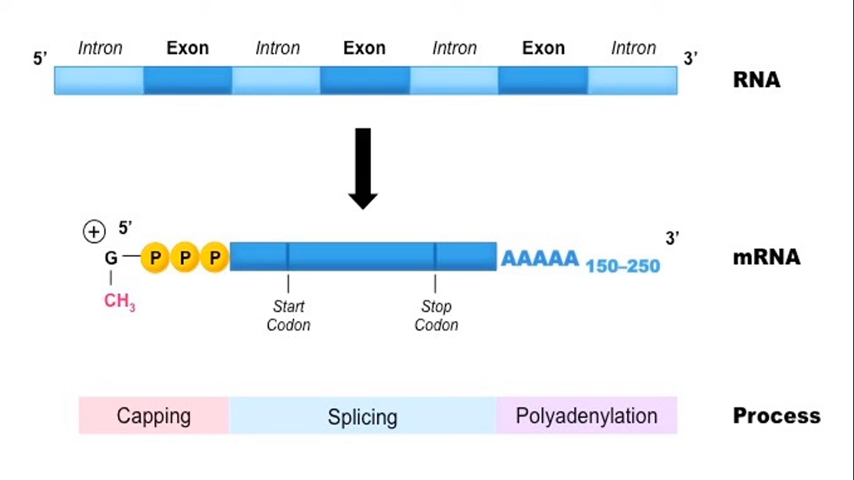 Intron Exon Intron Exon Intron Exon Intron
5’ 3’
RNA
+ 5’ 3’
G P P P AAAAA 150–250 mRNA
CH3
Start Codon
Stop Codon
Capping Splicing Polyadenylation Process